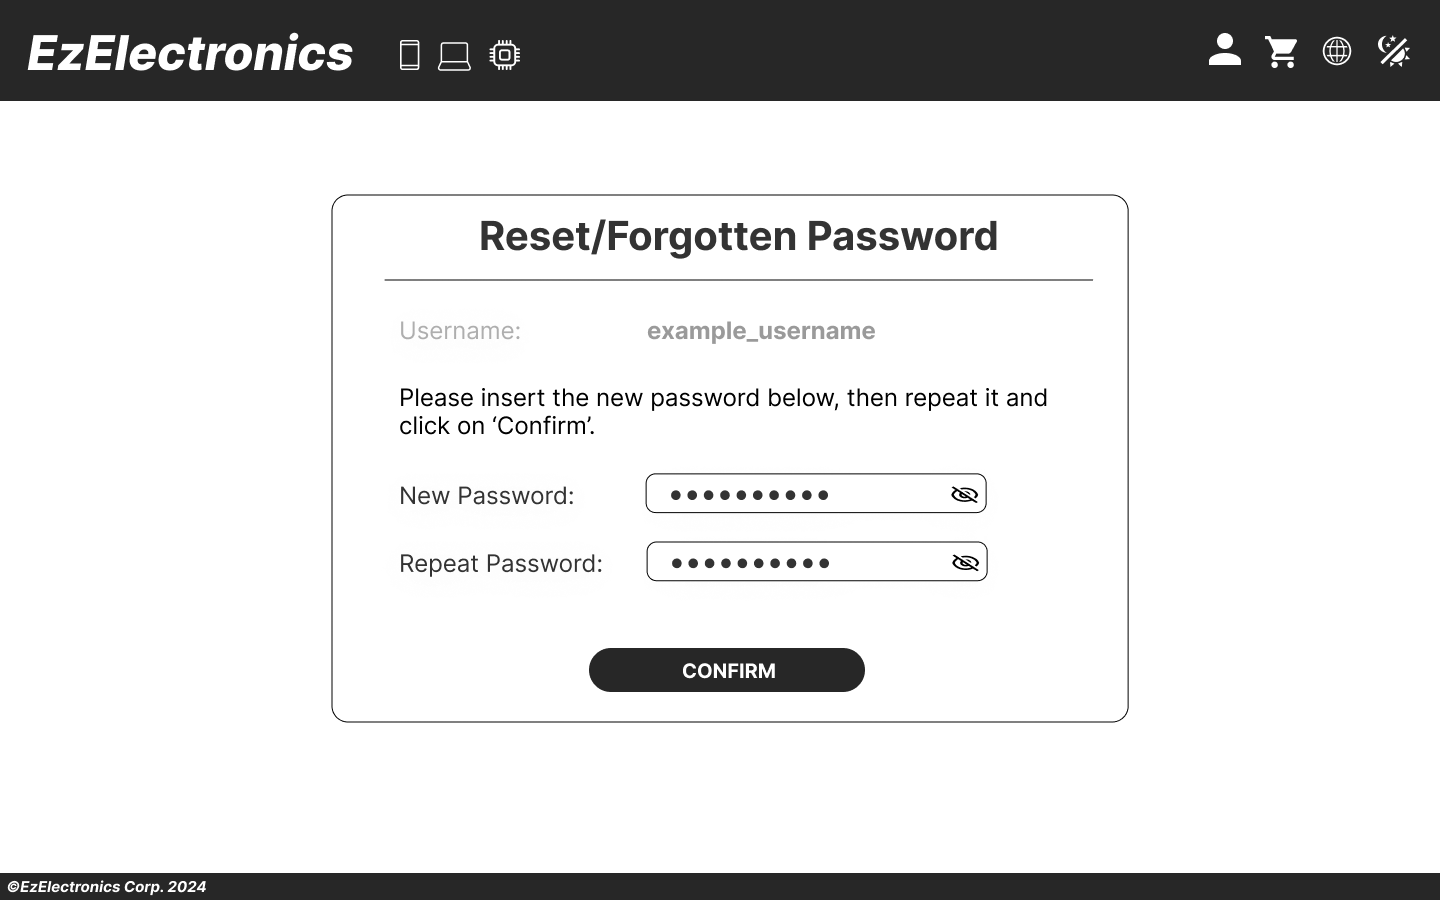 EzElectronics
Reset/Forgotten Password
Username: example_username
Please insert the new password below, then repeat it and
click on ‘Confirm’.
New Password: ●●●●●●●●●●
Repeat Password: ●●●●●●●●●●
CONFIRM
©EzElectronics Corp. 2024